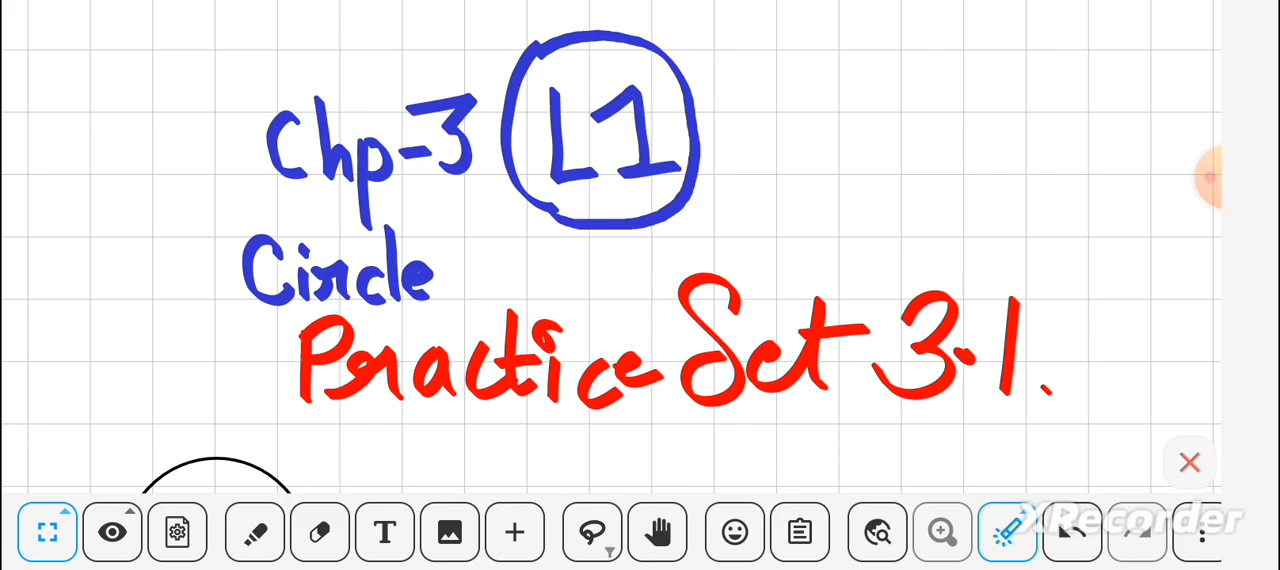 Chp-3 L1
Circle
Practice Set 3.1.
T
XRecorder